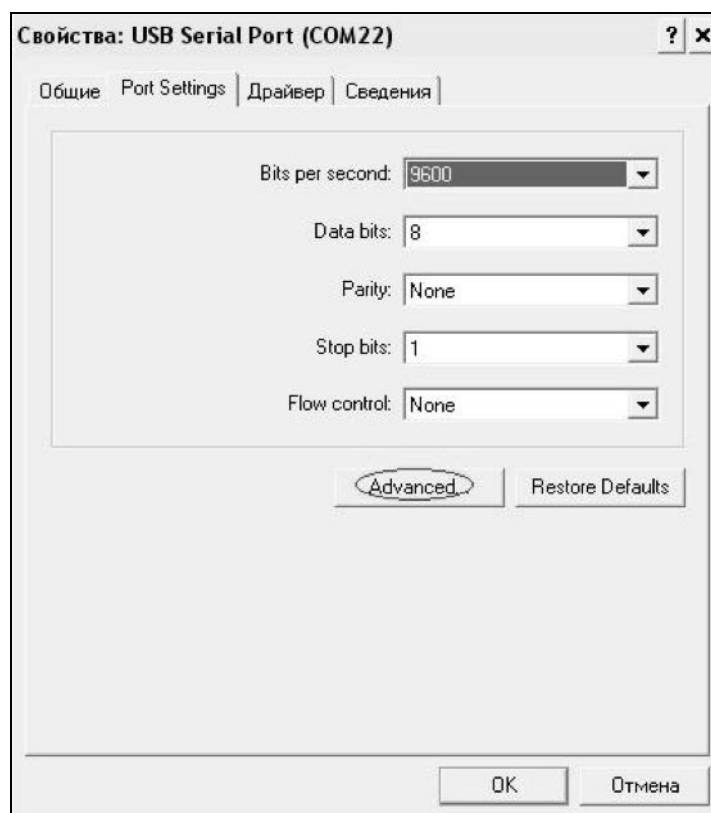 Свойства: USB Serial Port (COM22) ? ×
Общие Port Settings Драйвер Сведения
Bits per second: 9600
Data bits: 8
Parity: None
Stop bits: 1
Flow control: None
Advanced... Restore Defaults
OK Отмена